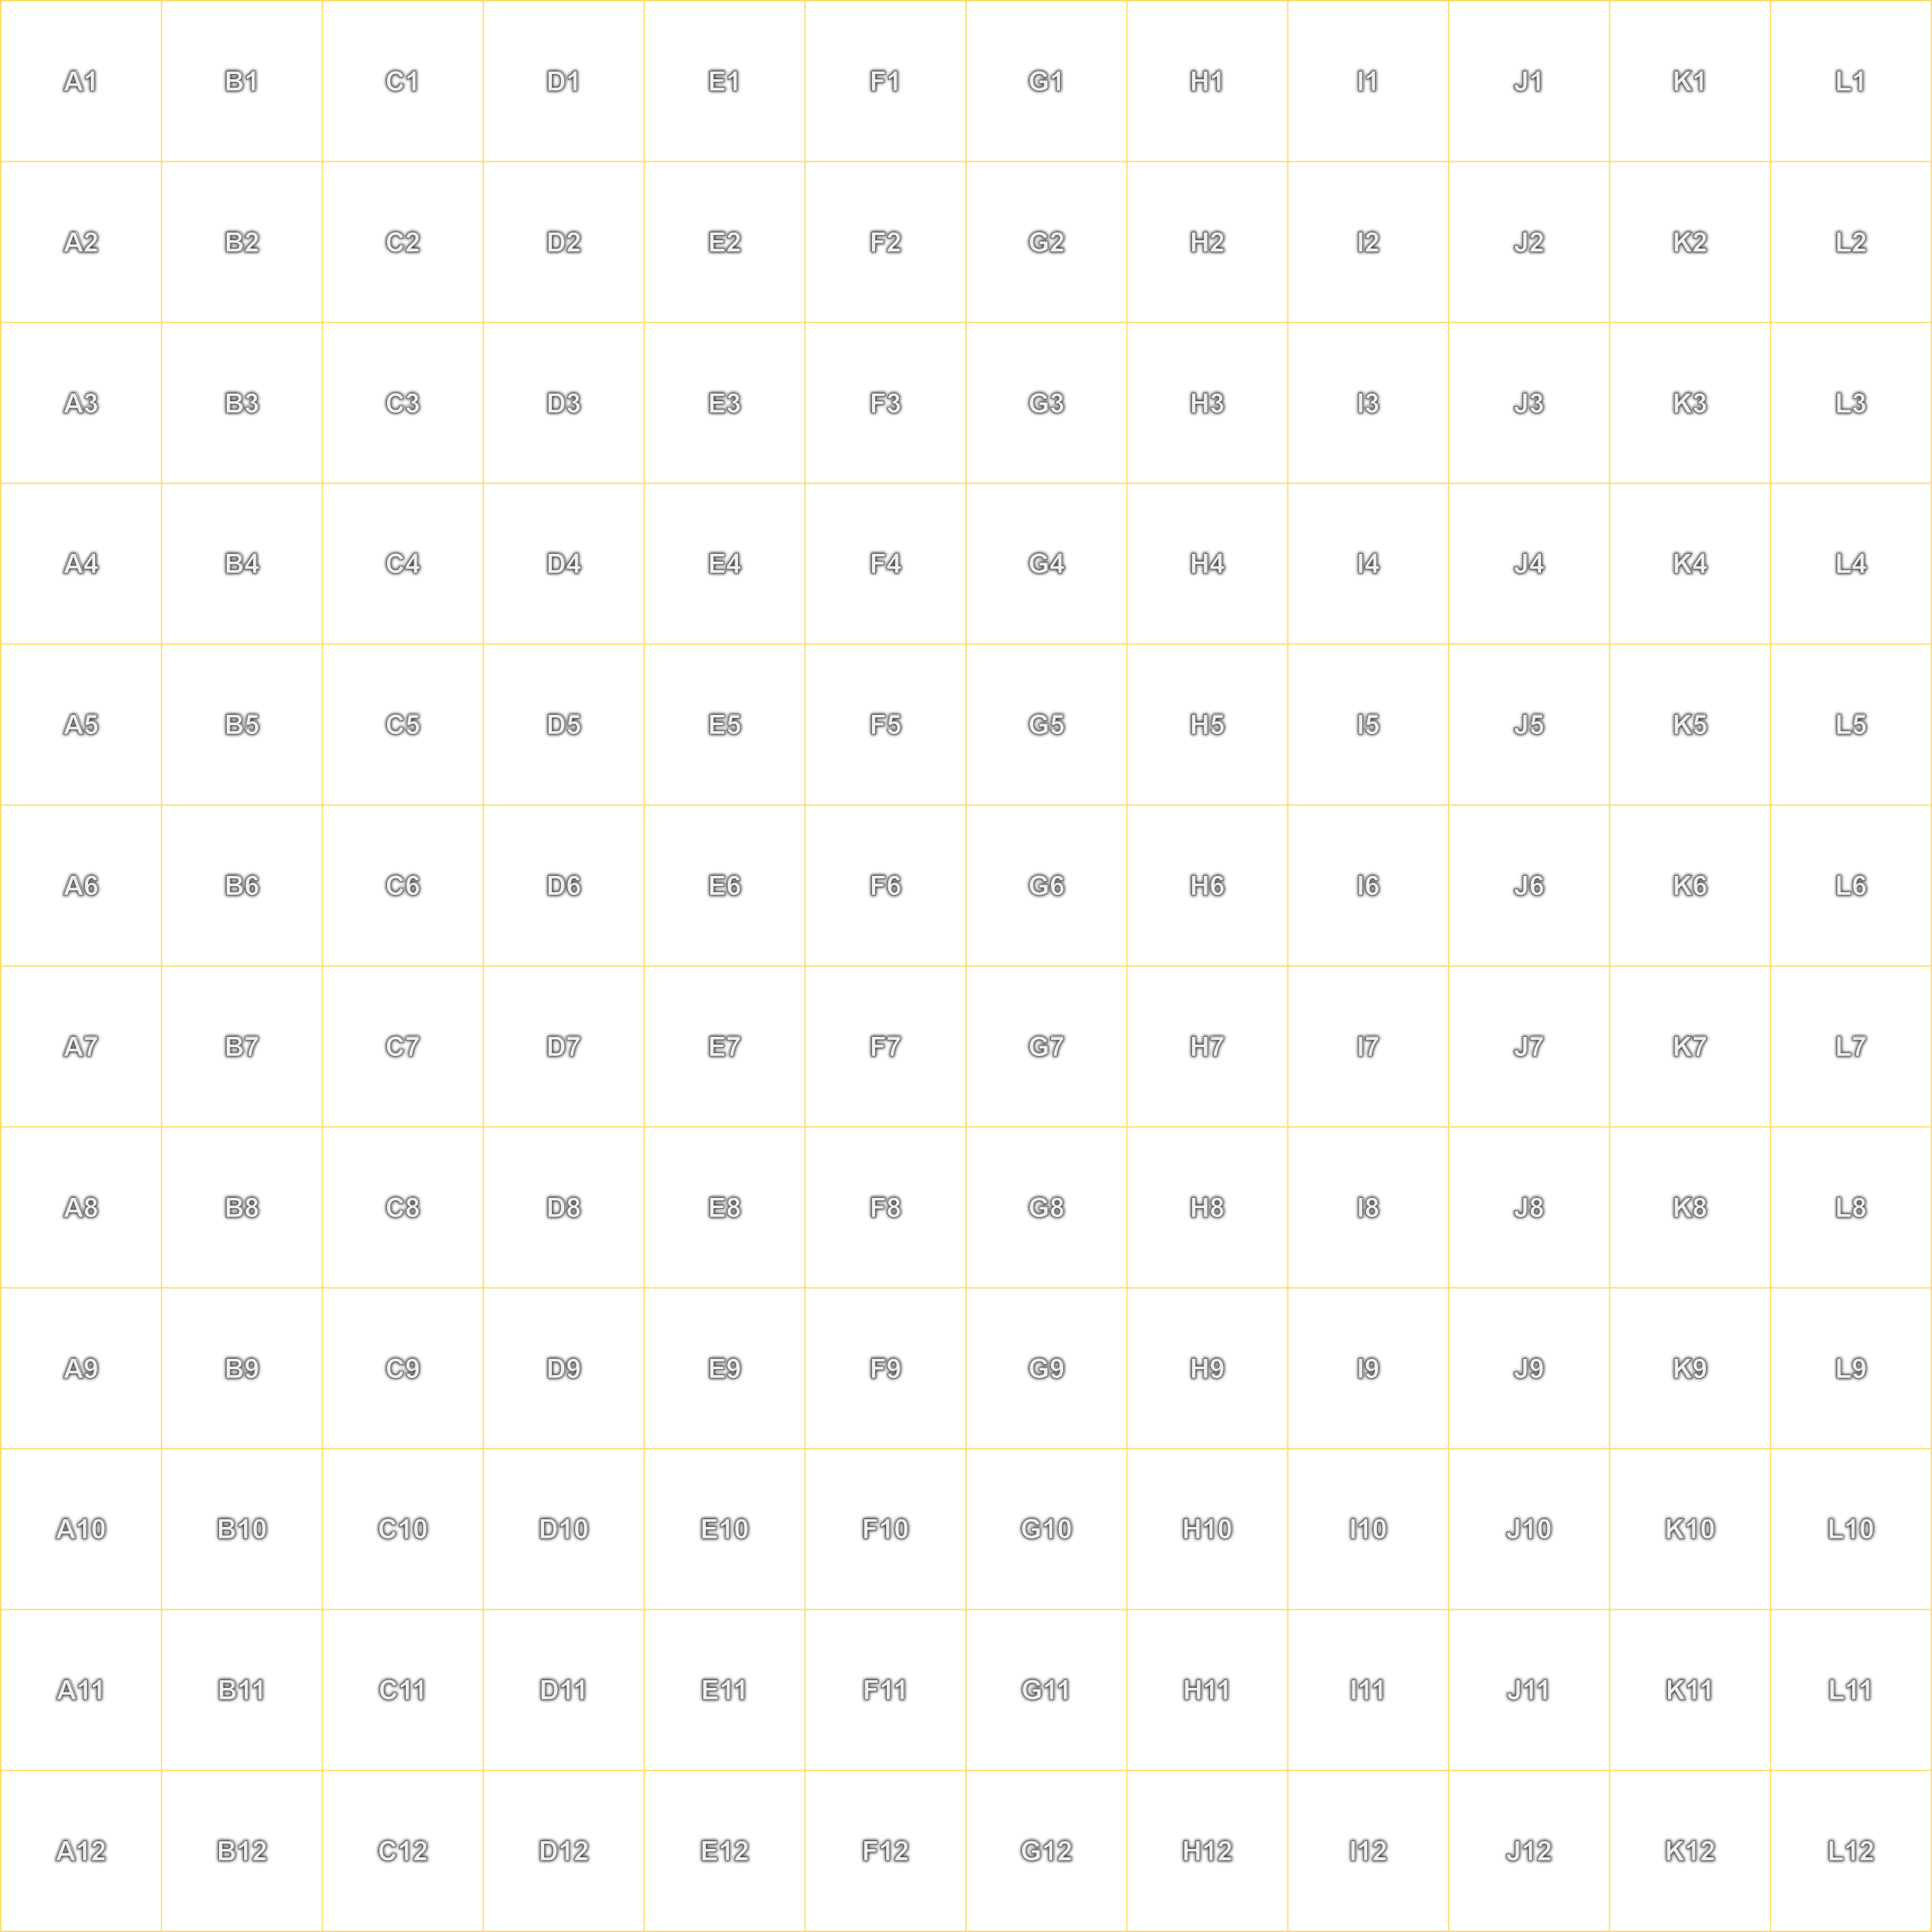 A1 B1 C1 D1 E1 F1 G1 H1 I1 J1 K1 L1
A2 B2 C2 D2 E2 F2 G2 H2 I2 J2 K2 L2
A3 B3 C3 D3 E3 F3 G3 H3 I3 J3 K3 L3
A4 B4 C4 D4 E4 F4 G4 H4 I4 J4 K4 L4
A5 B5 C5 D5 E5 F5 G5 H5 I5 J5 K5 L5
A6 B6 C6 D6 E6 F6 G6 H6 I6 J6 K6 L6
A7 B7 C7 D7 E7 F7 G7 H7 I7 J7 K7 L7
A8 B8 C8 D8 E8 F8 G8 H8 I8 J8 K8 L8
A9 B9 C9 D9 E9 F9 G9 H9 I9 J9 K9 L9
A10 B10 C10 D10 E10 F10 G10 H10 I10 J10 K10 L10
A11 B11 C11 D11 E11 F11 G11 H11 I11 J11 K11 L11
A12 B12 C12 D12 E12 F12 G12 H12 I12 J12 K12 L12